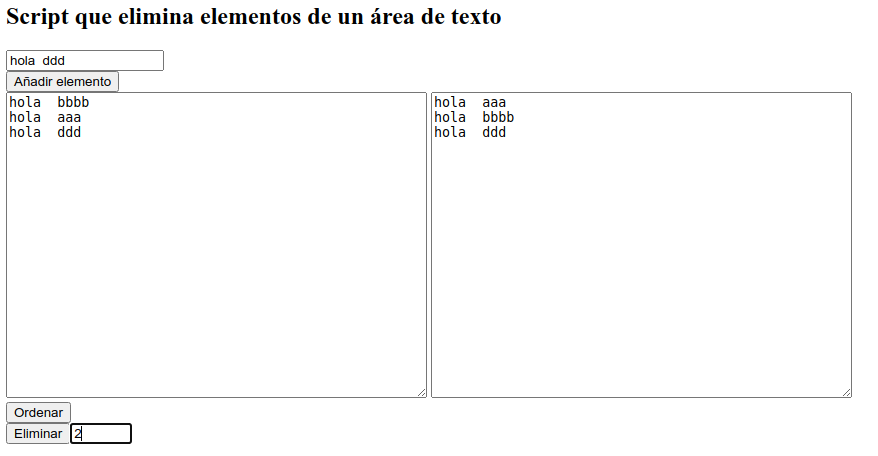 Script que elimina elementos de un área de texto
hola  ddd
Añadir elemento
hola  bbbb
hola  aaa
hola  ddd
hola  aaa
hola  bbbb
hola  ddd
Ordenar
Eliminar 2